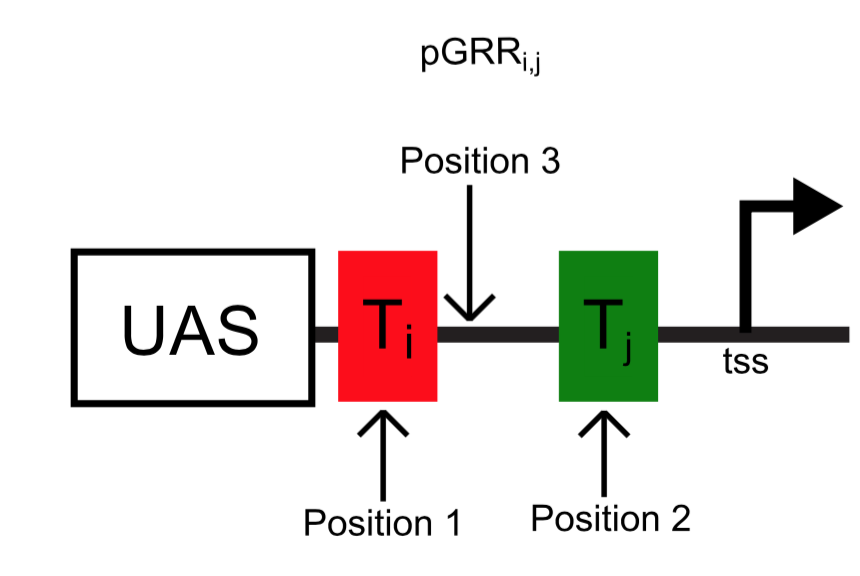 pGRRi,j
Position 3
UAS
Ti
Tj
tss
Position 1
Position 2